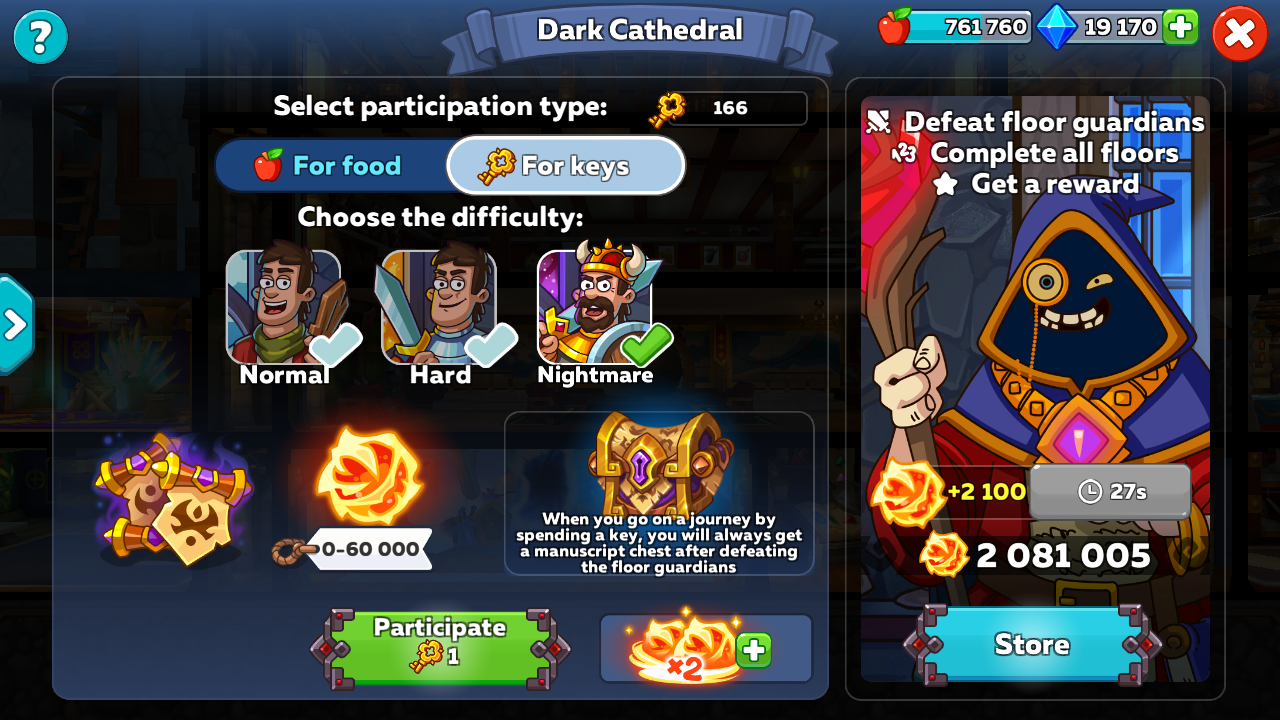 ?
Dark Cathedral
761 760
19 170
Select participation type:
166
For food
For keys
Choose the difficulty:
Normal
Hard
Nightmare
0-60 000
When you go on a journey by
spending a key, you will always get
a manuscript chest after defeating
the floor guardians
Participate
1
×2
Defeat floor guardians
123 Complete all floors
Get a reward
+2 100
27s
2 081 005
Store